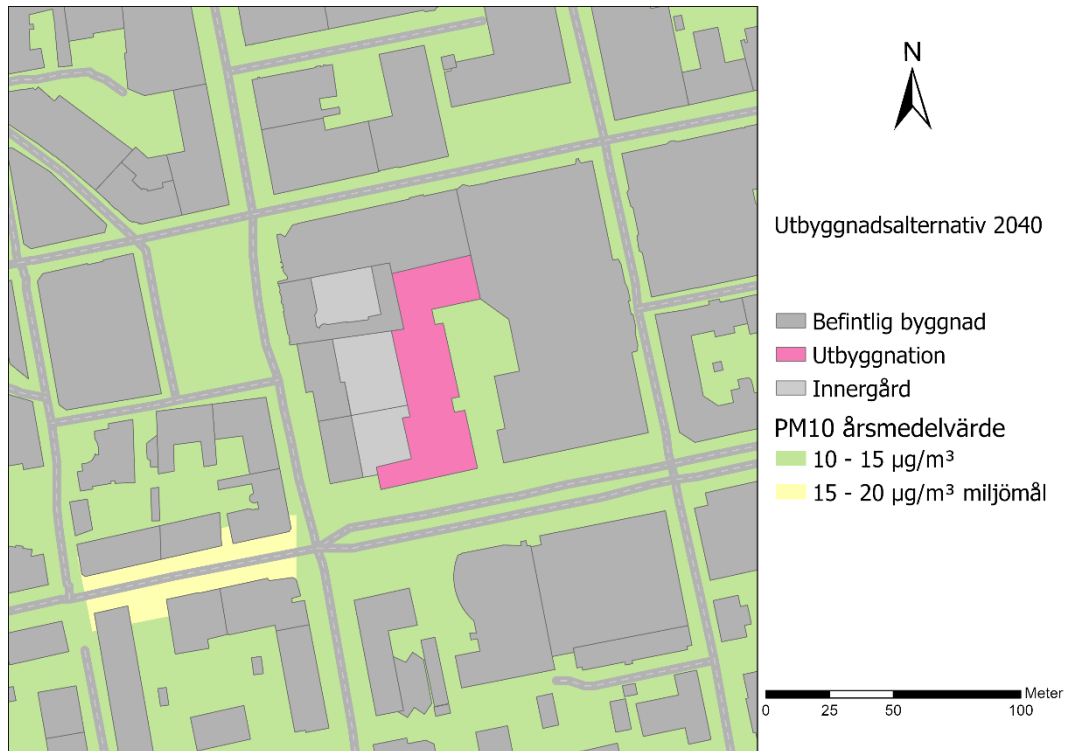 N
Utbyggnadsalternativ 2040
Befintlig byggnad
Utbyggnation
Innergård
PM10 årsmedelvärde
10 - 15 µg/m³
15 - 20 µg/m³ miljömål
Meter
0 25 50 100